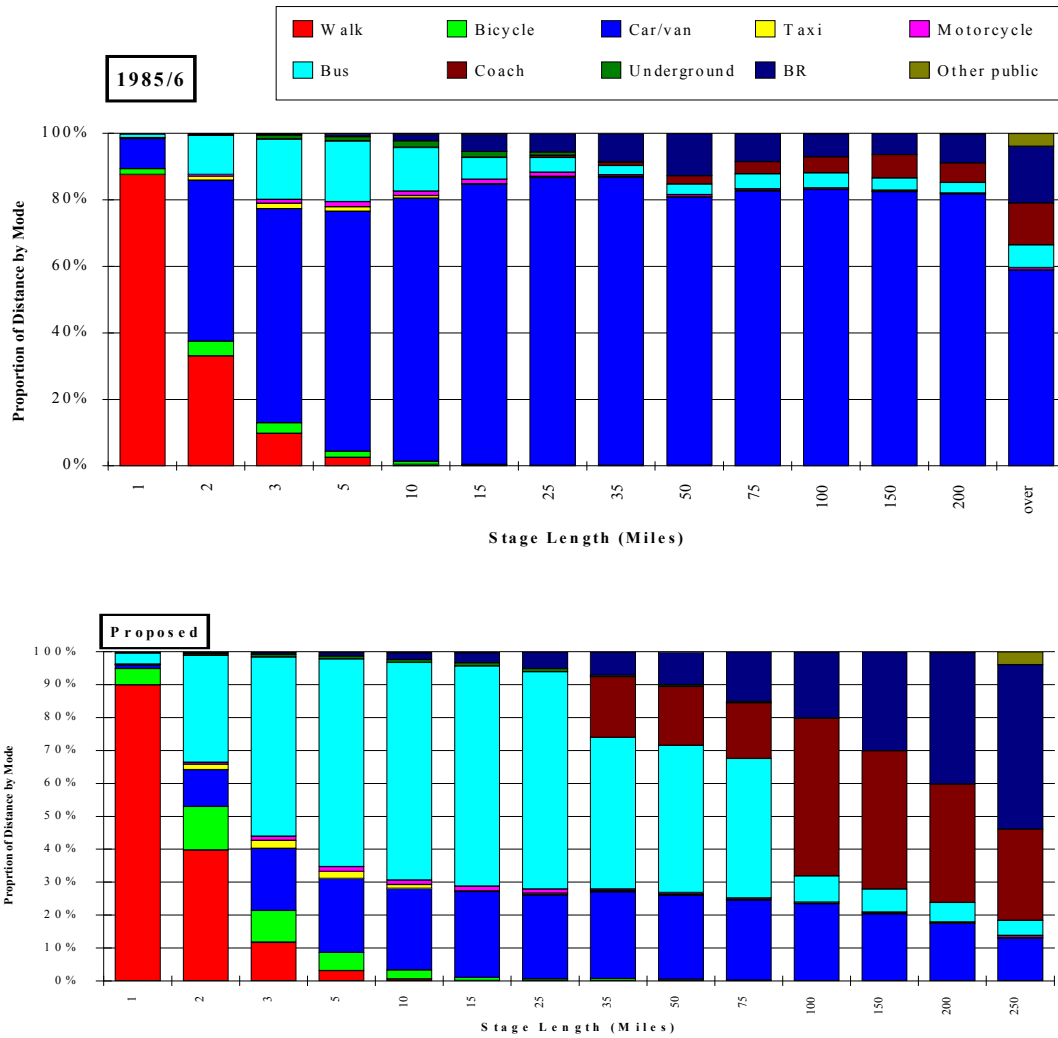 Walk Bicycle Car/van Taxi Motorcycle
Bus Coach Underground BR Other public
1985/6
100%
80%
60%
40%
20%
0%
Proportion of Distance by Mode
1 2 3 5 10 15 25 35 50 75 100 150 200 over
Stage Length (Miles)
Proposed
100%
90%
80%
70%
60%
50%
40%
30%
20%
10%
0%
Proprtion of Distance by Mode
1 2 3 5 10 15 25 35 50 75 100 150 200 250
Stage Length (Miles)